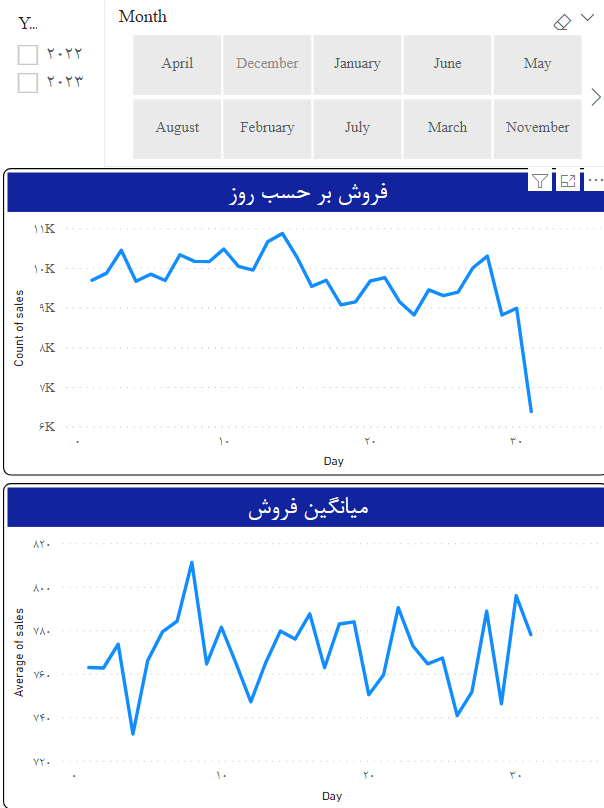 Y...
۲۰۲۲
۲۰۲۳
Month
April
December
January
June
May
August
February
July
March
November
فروش بر حسب روز
Count of sales
۱۱K
۱۰K
۹K
۸K
۷K
۶K
۰
۱۰
۲۰
۳۰
Day
میانگین فروش
Average of sales
۸۲۰
۸۰۰
۷۸۰
۷۶۰
۷۴۰
۷۲۰
۰
۱۰
۲۰
۳۰
Day